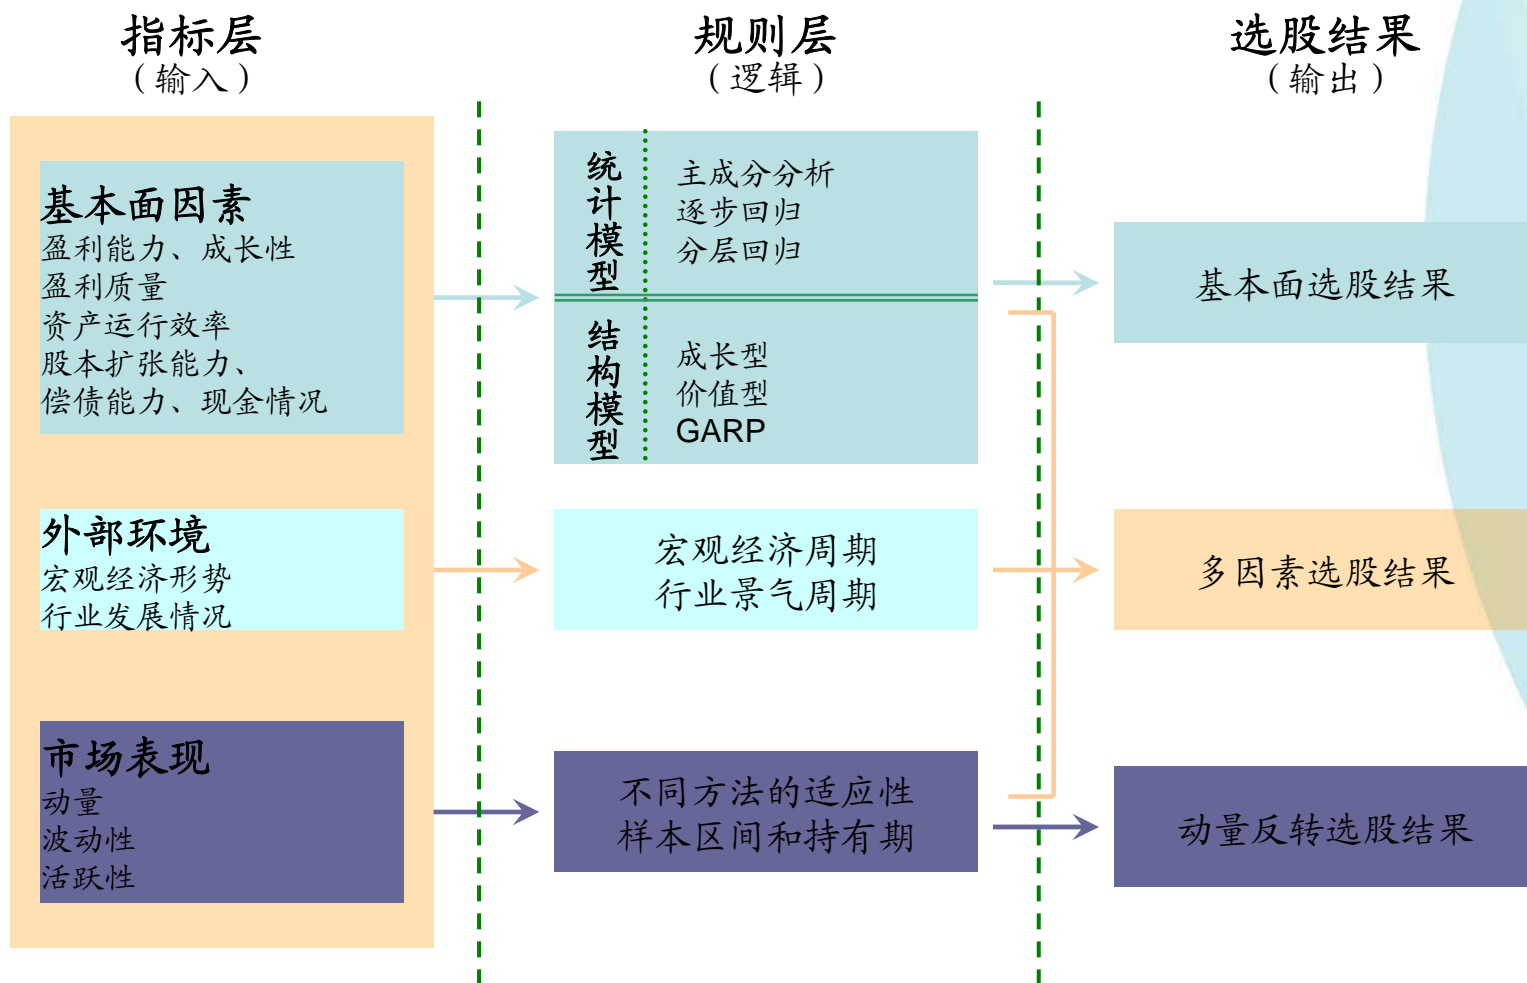 指标层
（输入）
基本面因素
盈利能力、成长性
盈利质量
资产运行效率
股本扩张能力、
偿债能力、现金情况
外部环境
宏观经济形势
行业发展情况
市场表现
动量
波动性
活跃性
规则层
（逻辑）
统计模型
主成分分析
逐步回归
分层回归
结构模型
成长型
价值型
GARP
宏观经济周期
行业景气周期
不同方法的适应性
样本区间和持有期
选股结果
（输出）
基本面选股结果
多因素选股结果
动量反转选股结果